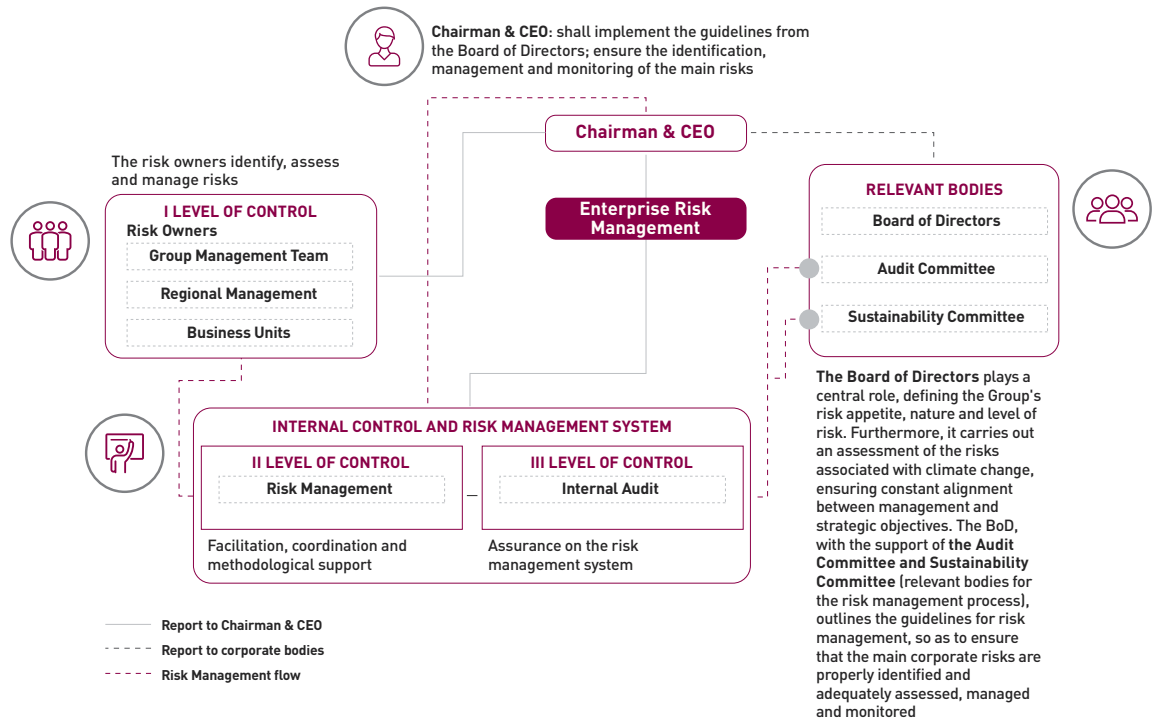 Chairman & CEO: shall implement the guidelines from
the Board of Directors; ensure the identification,
management and monitoring of the main risks
Chairman & CEO
The risk owners identify, assess
and manage risks
I LEVEL OF CONTROL
Risk Owners
Group Management Team
Regional Management
Business Units
Enterprise Risk
Management
RELEVANT BODIES
Board of Directors
Audit Committee
Sustainability Committee
INTERNAL CONTROL AND RISK MANAGEMENT SYSTEM
II LEVEL OF CONTROL
Risk Management
Facilitation, coordination and
methodological support
III LEVEL OF CONTROL
Internal Audit
Assurance on the risk
management system
The Board of Directors plays a
central role, defining the Group's
risk appetite, nature and level of
risk. Furthermore, it carries out
an assessment of the risks
associated with climate change,
ensuring constant alignment
between management and
strategic objectives. The BoD,
with the support of the Audit
Committee and Sustainability
Committee (relevant bodies for
the risk management process),
outlines the guidelines for risk
management, so as to ensure
that the main corporate risks are
properly identified and
adequately assessed, managed
and monitored
Report to Chairman & CEO
Report to corporate bodies
Risk Management flow